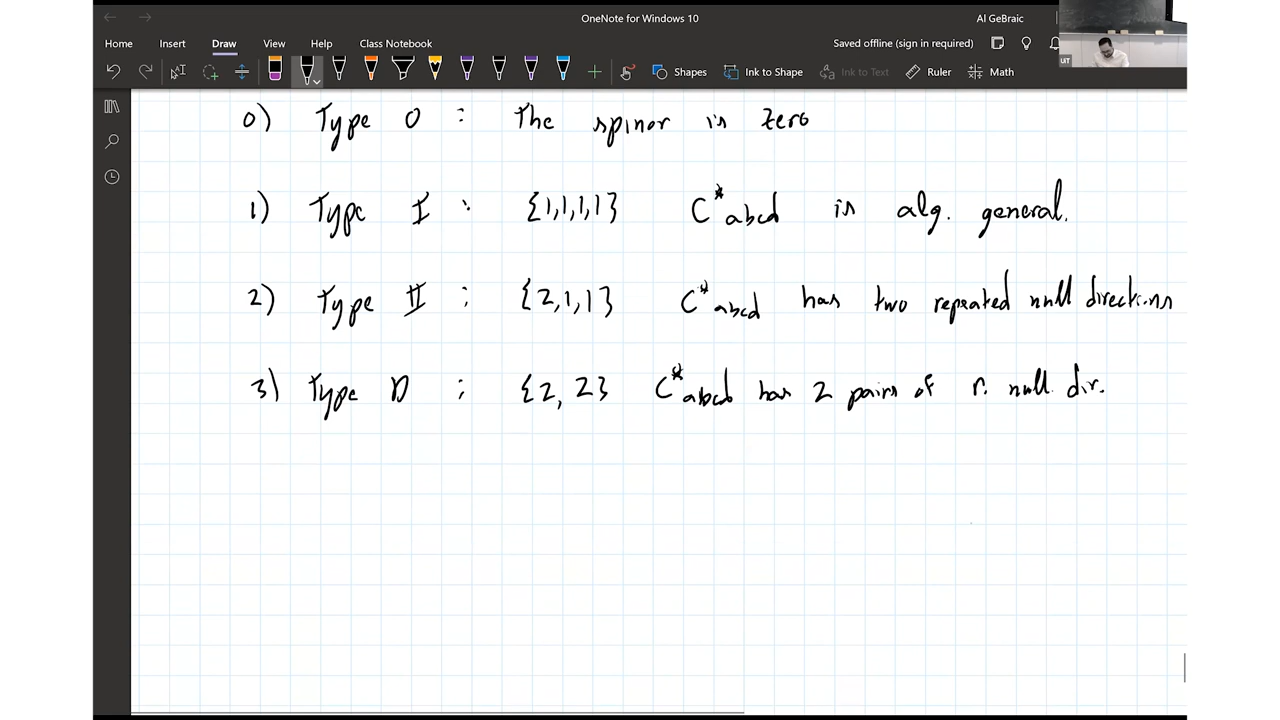 OneNote for Windows 10
Al GeBraic
Home Insert Draw View Help Class Notebook
Saved offline (sign in required)
Shapes Ink to Shape Ink to Text Ruler Math
UiT
0) Type O : The spinor is zero
1) Type I : {1,1,1,1} C*abcd is alg. general.
2) Type II : {2,1,1} C*abcd has two repeated null directions
3) Type D : {2, 2} C*abcd has 2 pairs of r. null dir.